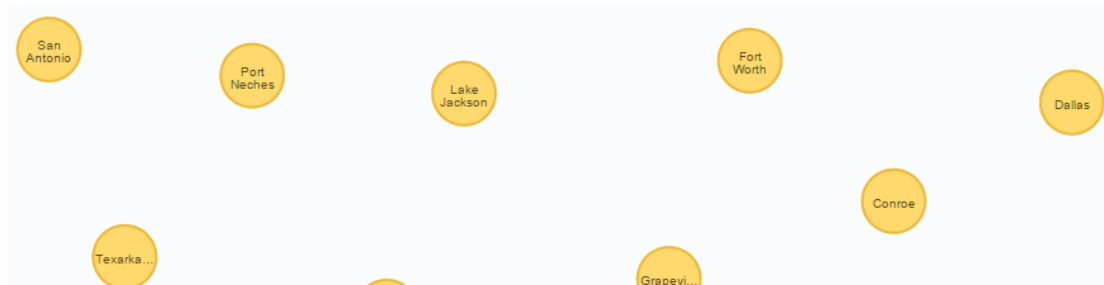 San
Antonio
Port
Neches
Lake
Jackson
Fort
Worth
Dallas
Conroe
Texarka...
Grapevi...